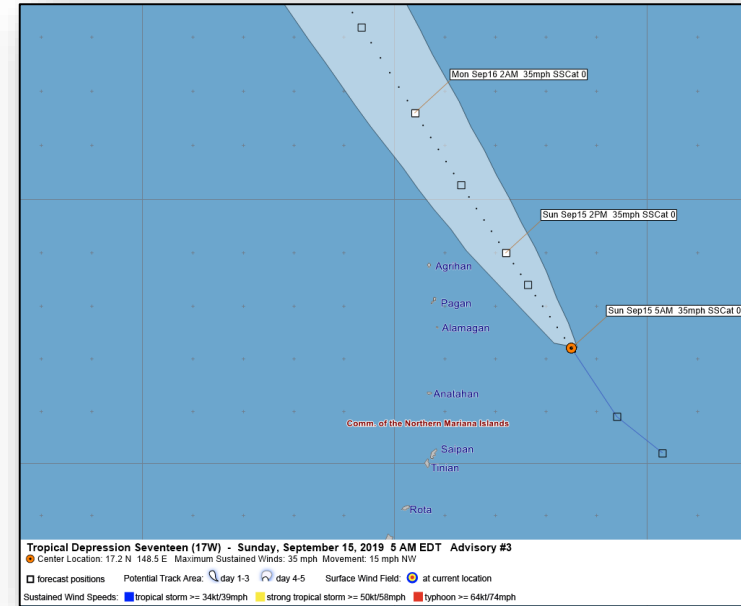 Mon Sep16 2AM 35mph SSCat 0
Sun Sep15 2PM 35mph SSCat 0
Agrihan
Pagan
Alamagan
Sun Sep15 5AM 35mph SSCat 0
Anatahan
Comm. of the Northern Mariana Islands
Saipan
Tinian
Rota
Tropical Depression Seventeen (17W) - Sunday, September 15, 2019 5 AM EDT Advisory #3
Center Location: 17.2 N 148.5 E Maximum Sustained Winds: 35 mph Movement: 15 mph NW
forecast positions Potential Track Area: day 1-3 day 4-5 Surface Wind Field: at current location
Sustained Wind Speeds: tropical storm >= 34kt/39mph strong tropical storm >= 50kt/58mph typhoon >= 64kt/74mph